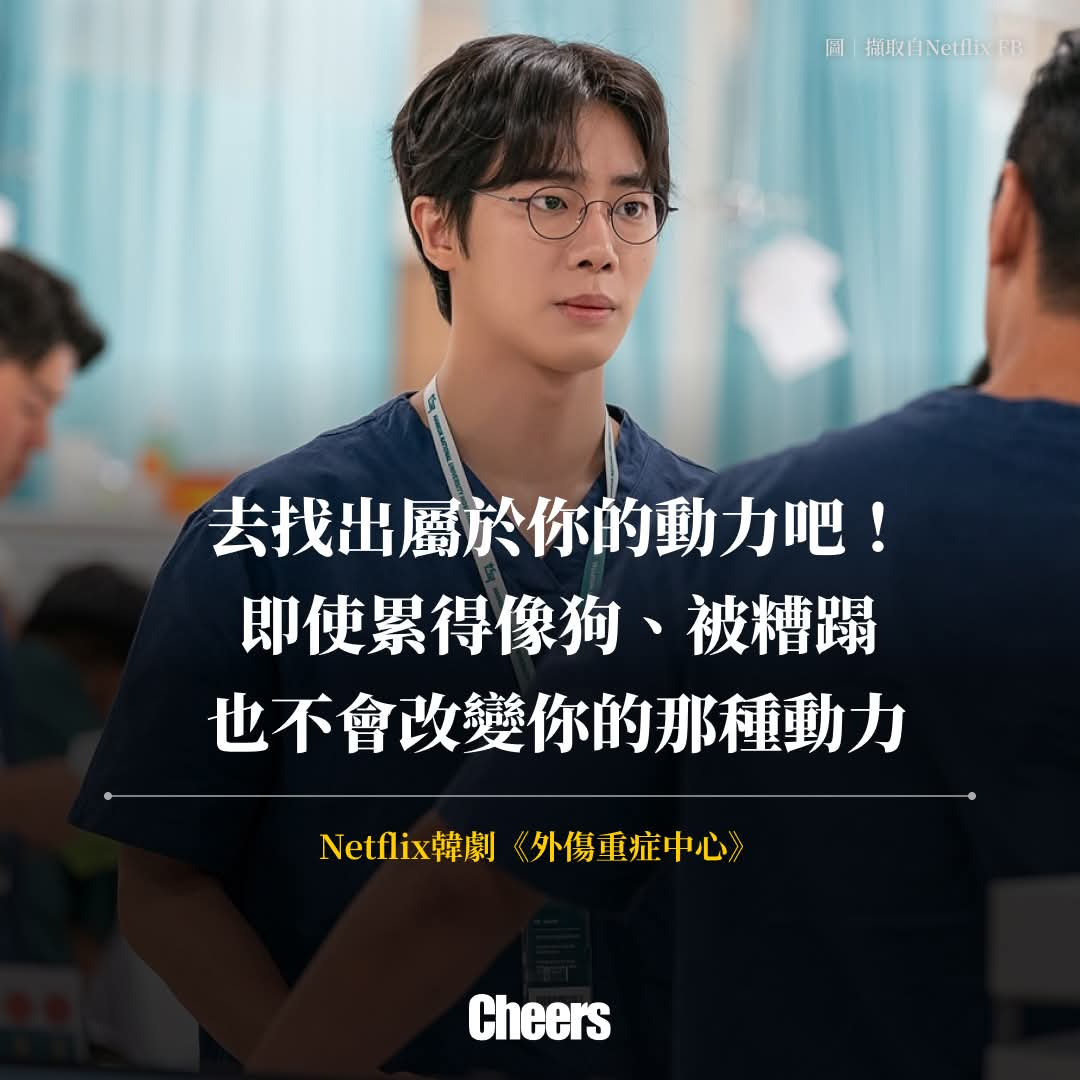 圖｜擷取自Netflix FB
去找出屬於你的動力吧！
即使累得像狗、被糟蹋
也不會改變你的那種動力
Netflix韓劇《外傷重症中心》
Cheers